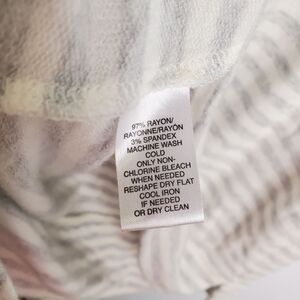 97% RAYON/
RAYONNE/RAYÓN
3% SPANDEX
MACHINE WASH
COLD
ONLY NON-
CHLORINE BLEACH
WHEN NEEDED
RESHAPE DRY FLAT
COOL IRON
IF NEEDED
OR DRY CLEAN